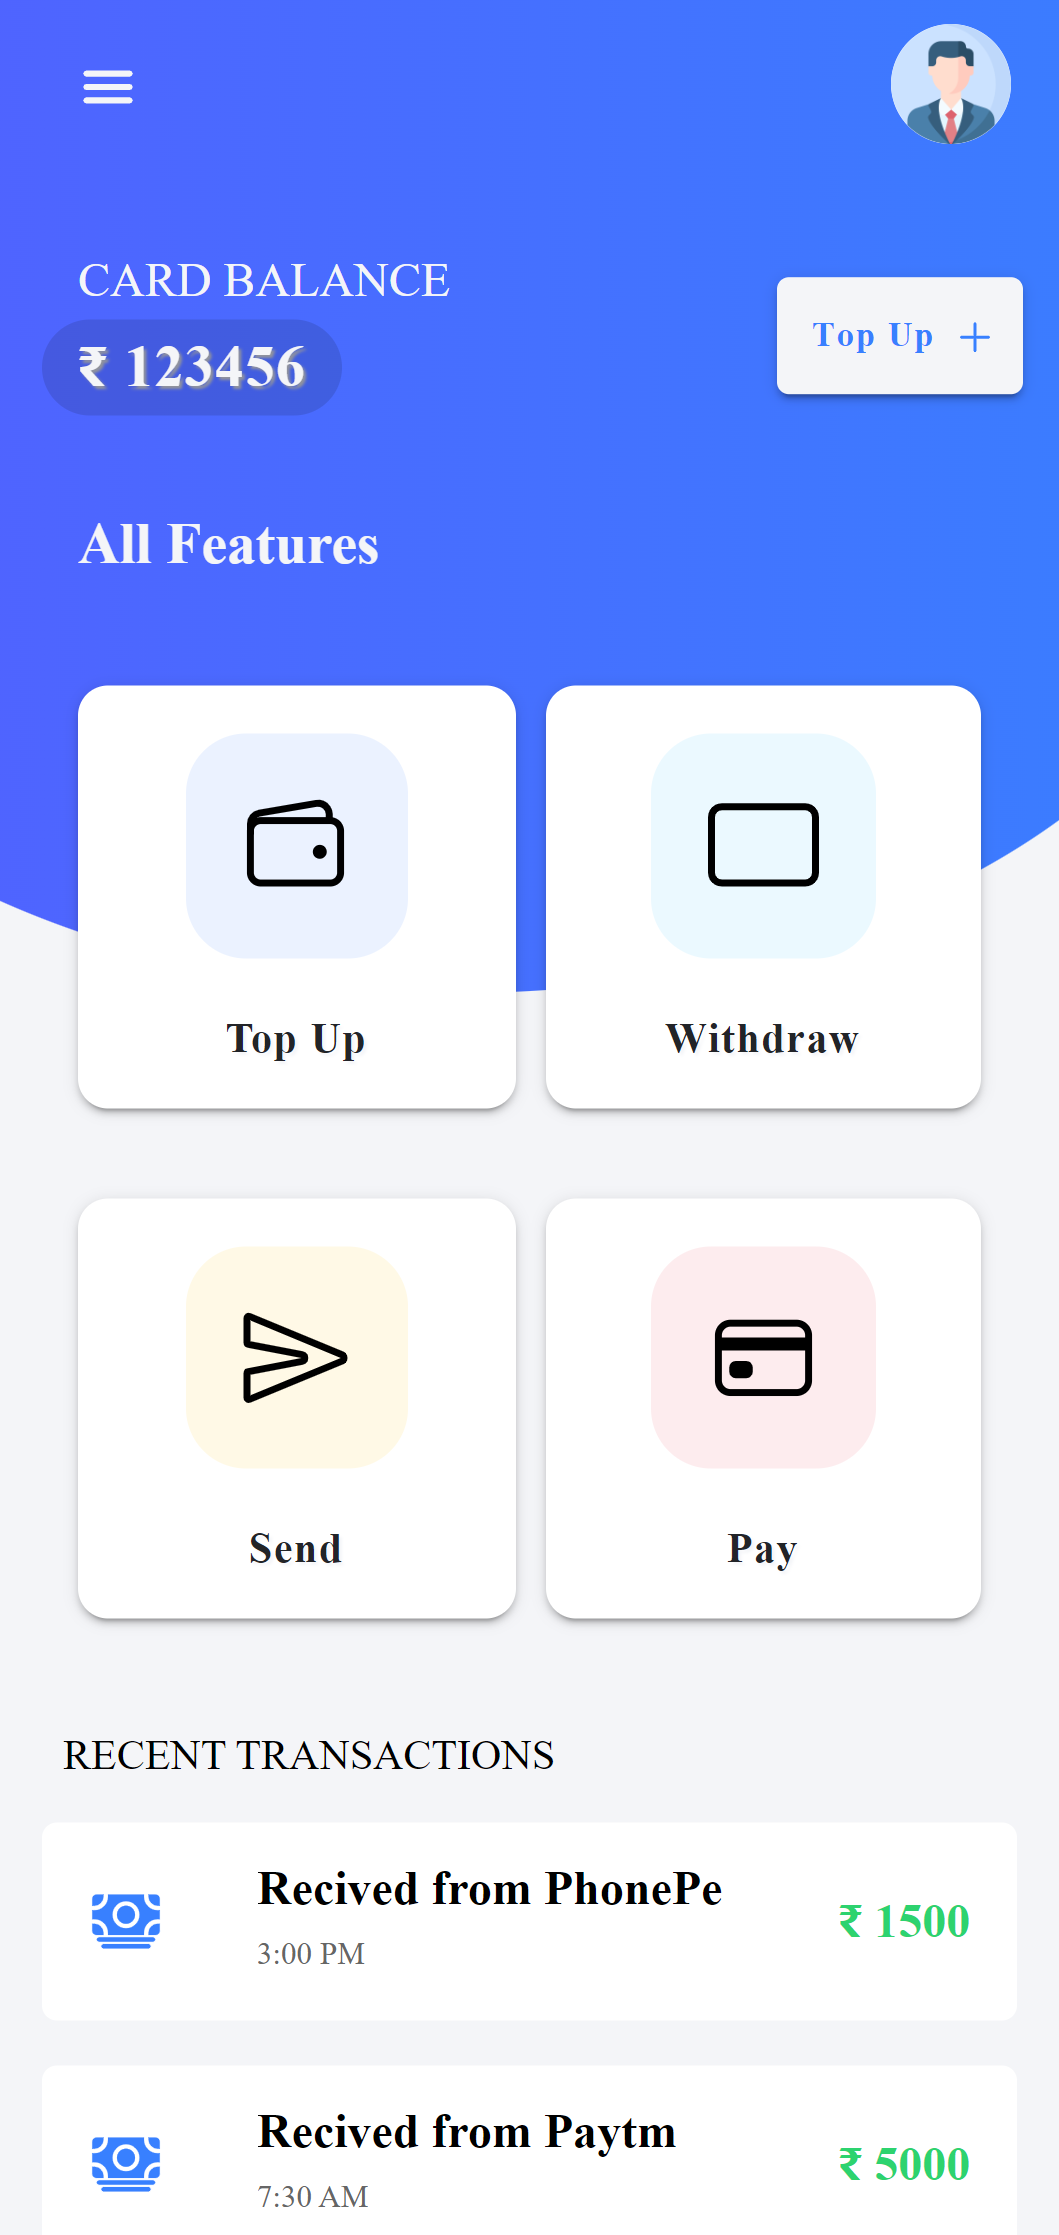 CARD BALANCE
₹ 123456
Top Up +
All Features
Top Up
Withdraw
Send
Pay
RECENT TRANSACTIONS
Recived from PhonePe
3:00 PM
₹ 1500
Recived from Paytm
7:30 AM
₹ 5000